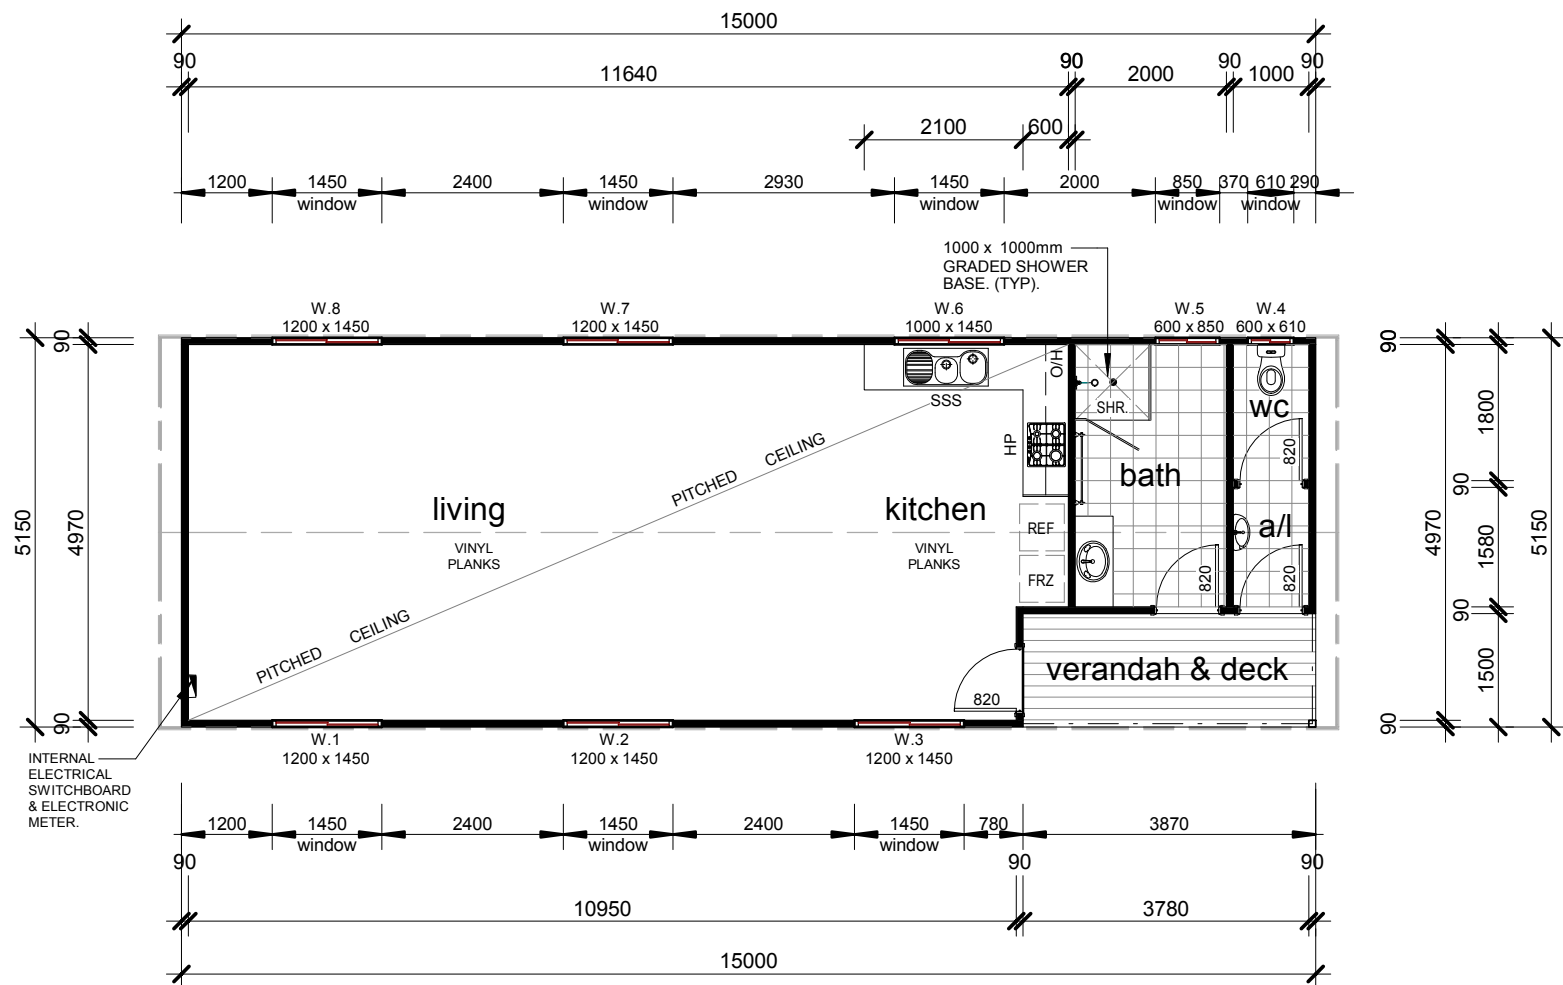 15000
90 11640 90 2000 90 1000 90
2100 600
1200 1450 2400 1450 2930 1450 2000 850 370 610 290
window window window window window
1000 x 1000mm
GRADED SHOWER
BASE. (TYP).
W.8 W.7 W.6 W.5 W.4
1200 x 1450 1200 x 1450 1000 x 1450 600 x 850 600 x 610
90
4970
90
5150
O/H
SSS
SHR.
HP
wc
820
PITCHED CEILING
living
VINYL
PLANKS
kitchen
VINYL
PLANKS
bath
REF
FRZ
a/l
820
820
PITCHED CEILING
verandah & deck
820
90
1800
90
4970
1580
5150
90
1500
90
90
W.1 W.2 W.3
1200 x 1450 1200 x 1450 1200 x 1450
INTERNAL
ELECTRICAL
SWITCHBOARD
& ELECTRONIC
METER.
1200 1450 2400 1450 2400 1450 780 3870
window window window
90 90 90
10950 3780
15000